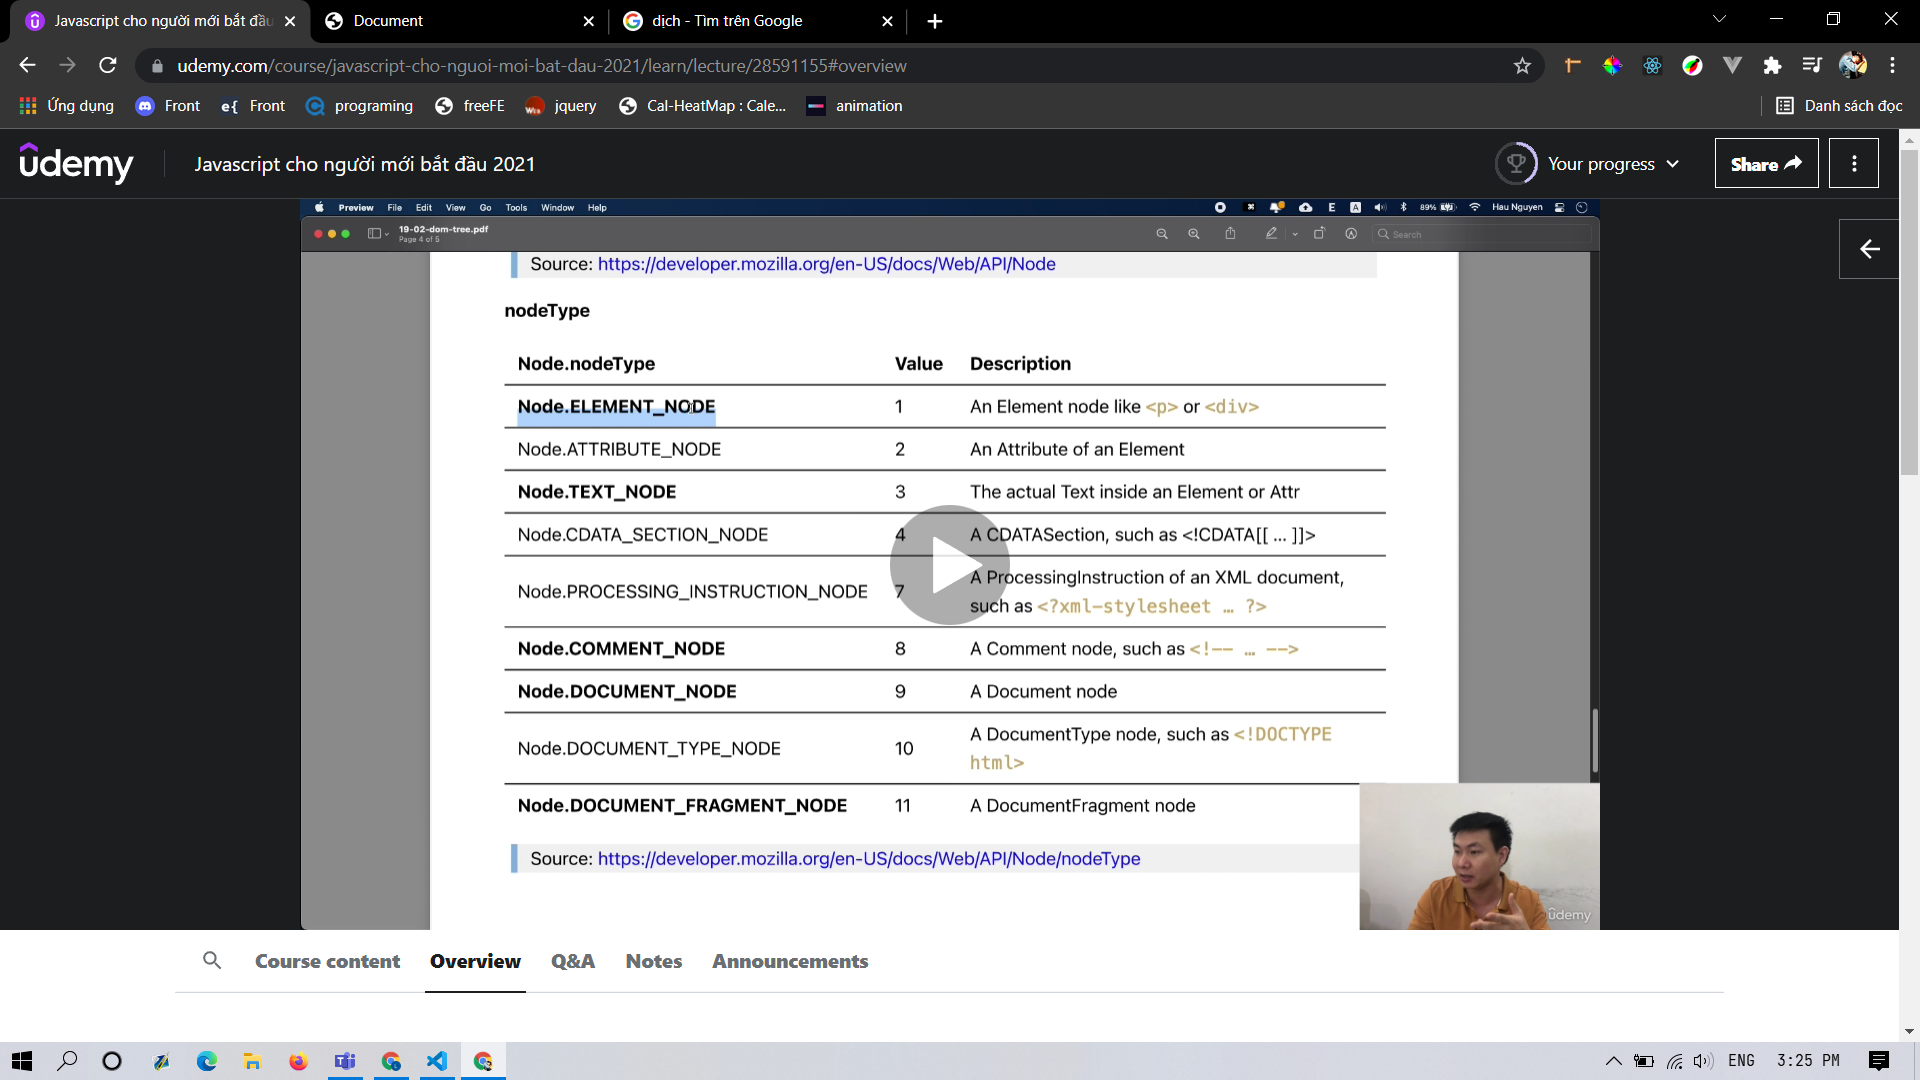 Javascript cho người mới bắt đầu
Document
dịch - Tìm trên Google
udemy.com/course/javascript-cho-nguoi-moi-bat-dau-2021/learn/lecture/28591155#overview
Ứng dụng
Front
Front
programing
freeFE
jquery
Cal-HeatMap : Cale...
animation
Danh sách đọc
ûdemy
Javascript cho người mới bắt đầu 2021
Your progress
Share
Preview File Edit View Go Tools Window Help
89%
Hau Nguyen
19-02-dom-tree.pdf
Page 4 of 5
Search
Source: https://developer.mozilla.org/en-US/docs/Web/API/Node
nodeType
Node.nodeType Value Description
Node.ELEMENT_NODE 1 An Element node like <p> or <div>
Node.ATTRIBUTE_NODE 2 An Attribute of an Element
Node.TEXT_NODE 3 The actual Text inside an Element or Attr
Node.CDATA_SECTION_NODE 4 A CDATASection, such as <!CDATA[[ … ]]>
Node.PROCESSING_INSTRUCTION_NODE 7 A ProcessingInstruction of an XML document,
such as <?xml-stylesheet … ?>
Node.COMMENT_NODE 8 A Comment node, such as <!-- … -->
Node.DOCUMENT_NODE 9 A Document node
Node.DOCUMENT_TYPE_NODE 10 A DocumentType node, such as <!DOCTYPE
html>
Node.DOCUMENT_FRAGMENT_NODE 11 A DocumentFragment node
Source: https://developer.mozilla.org/en-US/docs/Web/API/Node/nodeType
ûdemy
Course content Overview Q&A Notes Announcements
ENG 3:25 PM